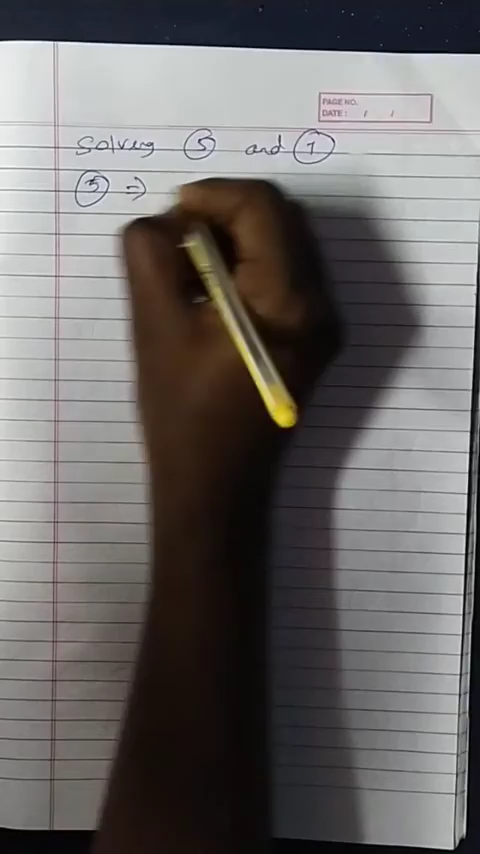 PAGE NO.
DATE : / /
Solving ⑤ and ⑦
⑤ ⇒